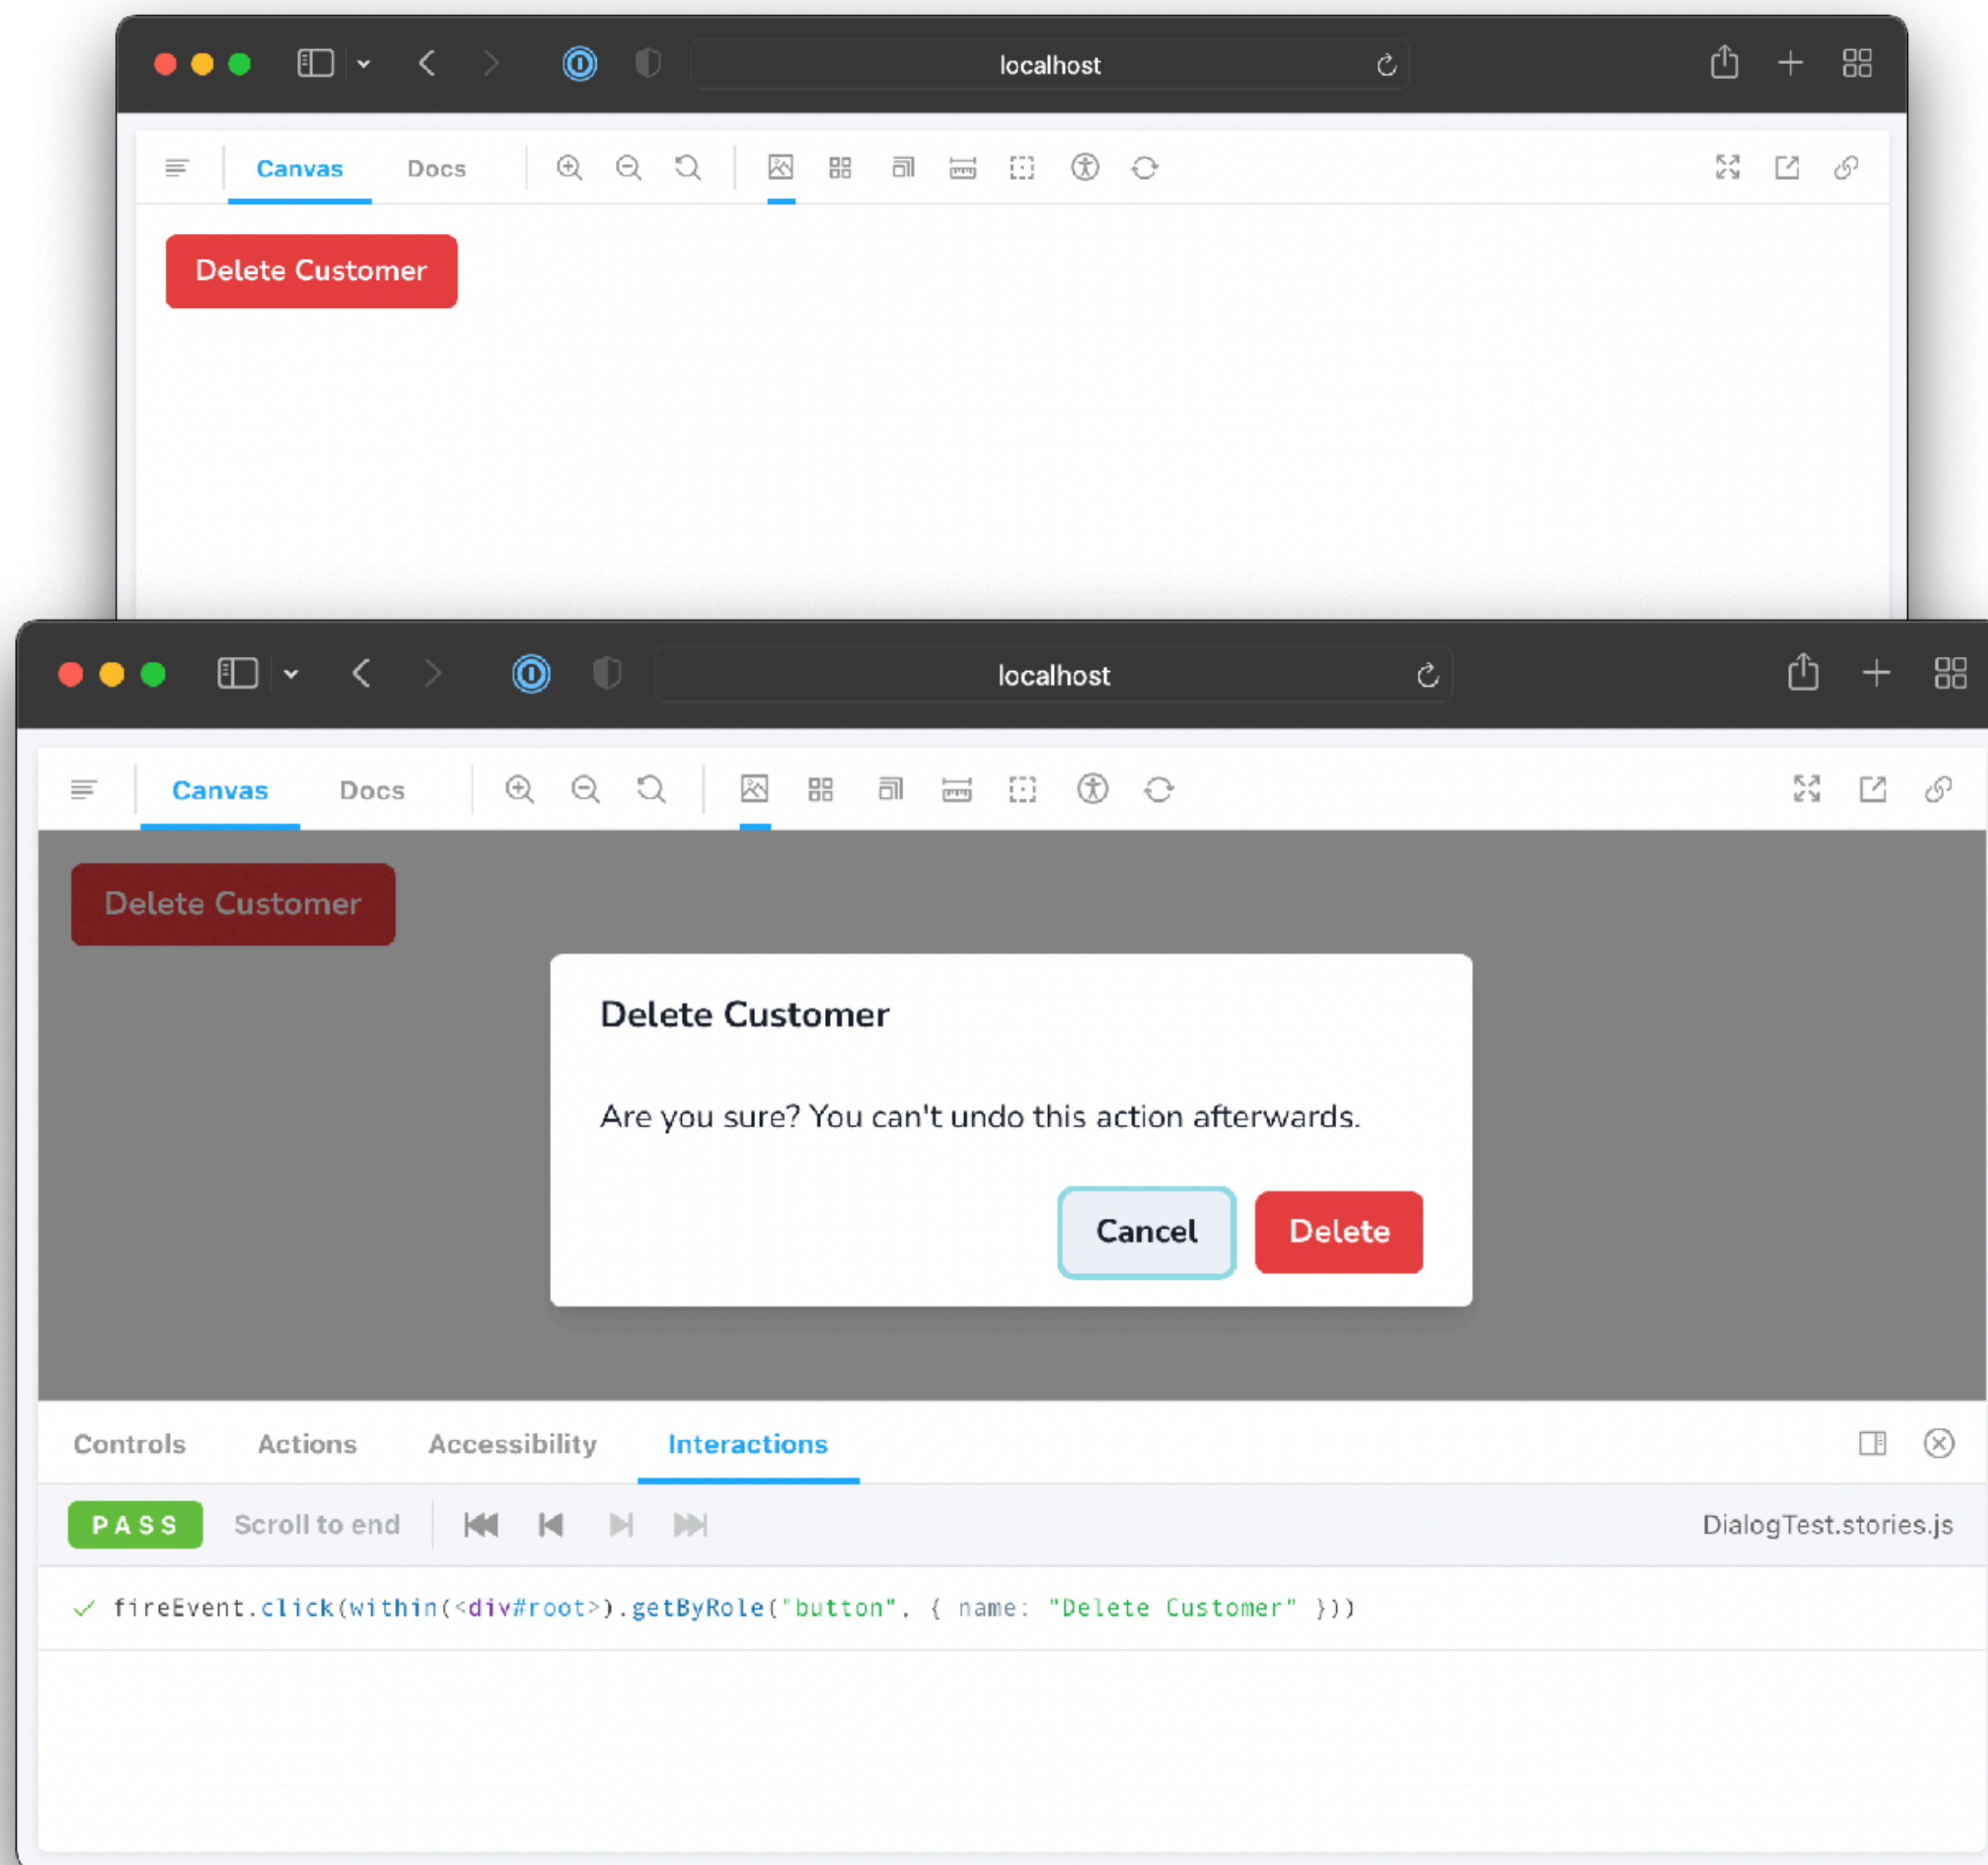 localhost
Canvas Docs
Delete Customer
localhost
Canvas Docs
Delete Customer
Delete Customer
Are you sure? You can't undo this action afterwards.
Cancel Delete
Controls Actions Accessibility Interactions
PASS Scroll to end DialogTest.stories.js
fireEvent.click(within(<div#root>).getByRole("button", { name: "Delete Customer" }))